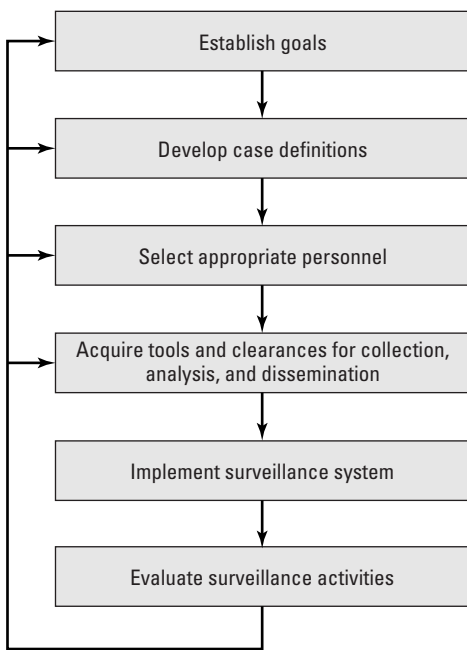 Establish goals
Develop case definitions
Select appropriate personnel
Acquire tools and clearances for collection,
analysis, and dissemination
Implement surveillance system
Evaluate surveillance activities